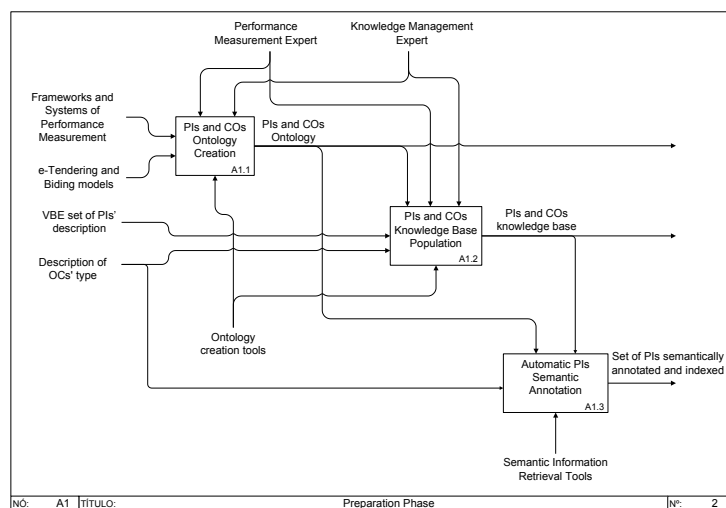 Performance
Measurement Expert
Knowledge Management
Expert
Frameworks and
Systems of
Performance
Measurement
PIs and COs
Ontology
Creation
A1.1
PIs and COs
Ontology
e-Tendering and
Biding models
VBE set of PIs'
description
PIs and COs
Knowledge Base
Population
A1.2
PIs and COs
knowledge base
Description of
OCs' type
Ontology
creation tools
Automatic PIs
Semantic
Annotation
A1.3
Set of PIs semantically
annotated and indexed
Semantic Information
Retrieval Tools
NÓ: A1 TÍTULO: Preparation Phase Nº: 2